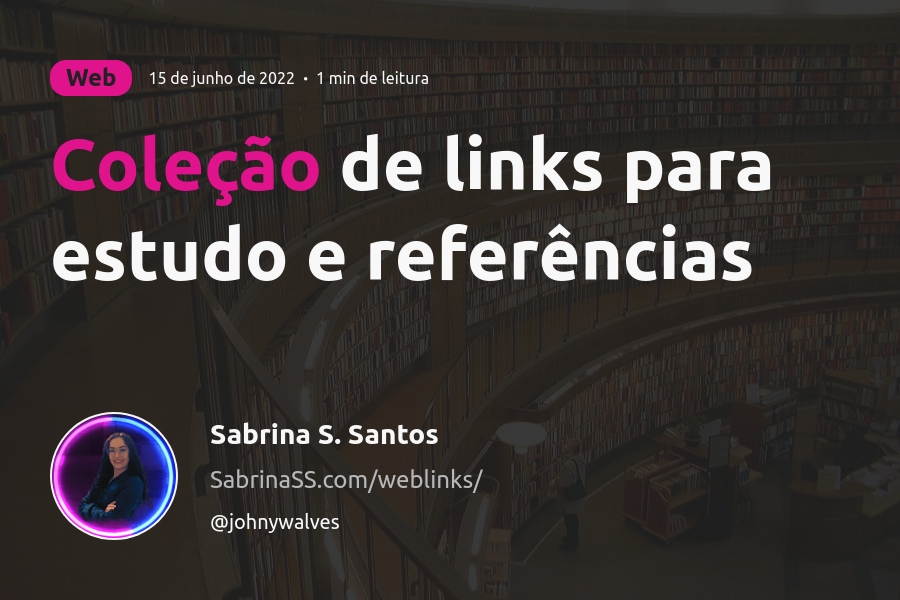 Web 15 de junho de 2022 • 1 min de leitura
Coleção de links para
estudo e referências
Sabrina S. Santos
SabrinaSS.com/weblinks/
@johnywalves